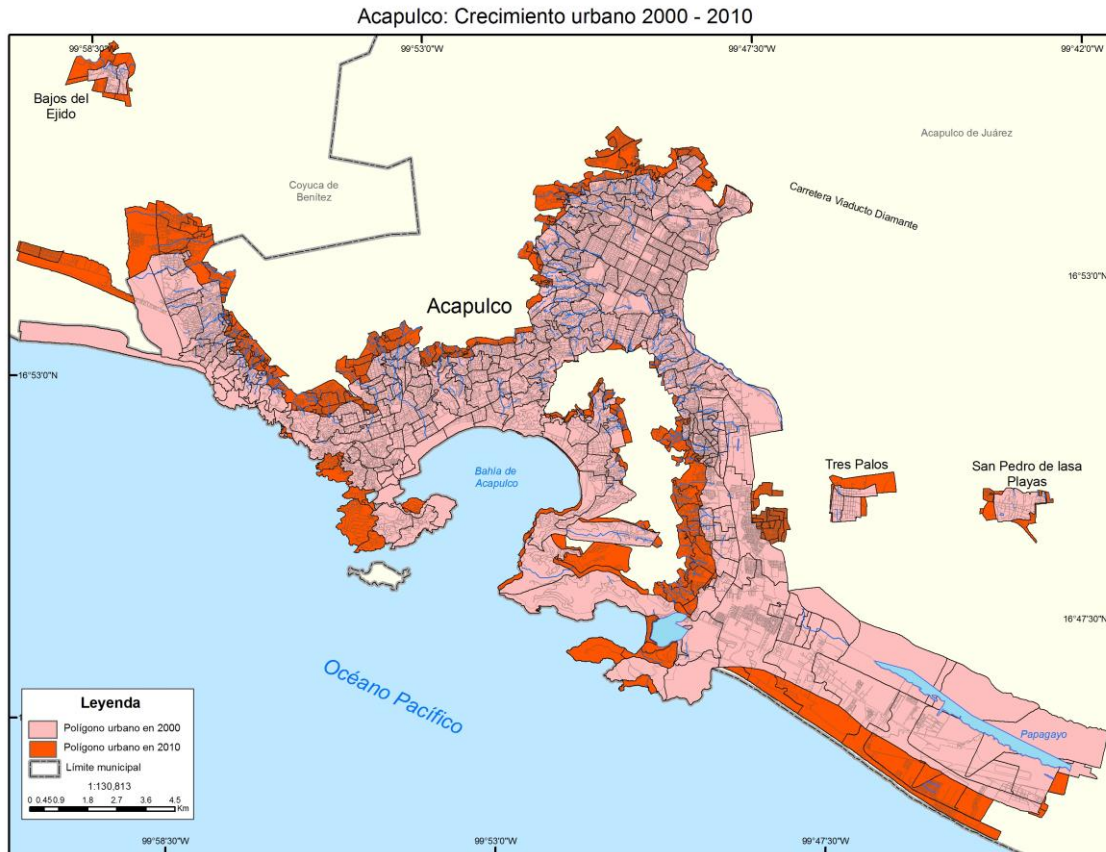 Acapulco: Crecimiento urbano 2000 - 2010
99°58'30"W
99°53'0"W
99°47'30"W
99°42'0"W
Bajos del
Ejido
Acapulco de Juárez
Coyuca de
Benítez
Carretera Viaducto Diamante
16°53'0"N
Acapulco
16°53'0"N
Tres Palos
San Pedro de lasa
Playas
Bahia de
Acapulco
16°47'30"N
Océano Pacífico
Papagayo
Leyenda
Polígono urbano en 2000
Polígono urbano en 2010
Límite municipal
1:130,813
0 0.450.9 1.8 2.7 3.6 4.5
Km
99°58'30"W
99°53'0"W
99°47'30"W